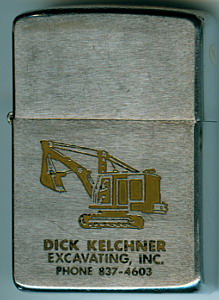 DICK KELCHNER
EXCAVATING, INC.
PHONE 837-4603